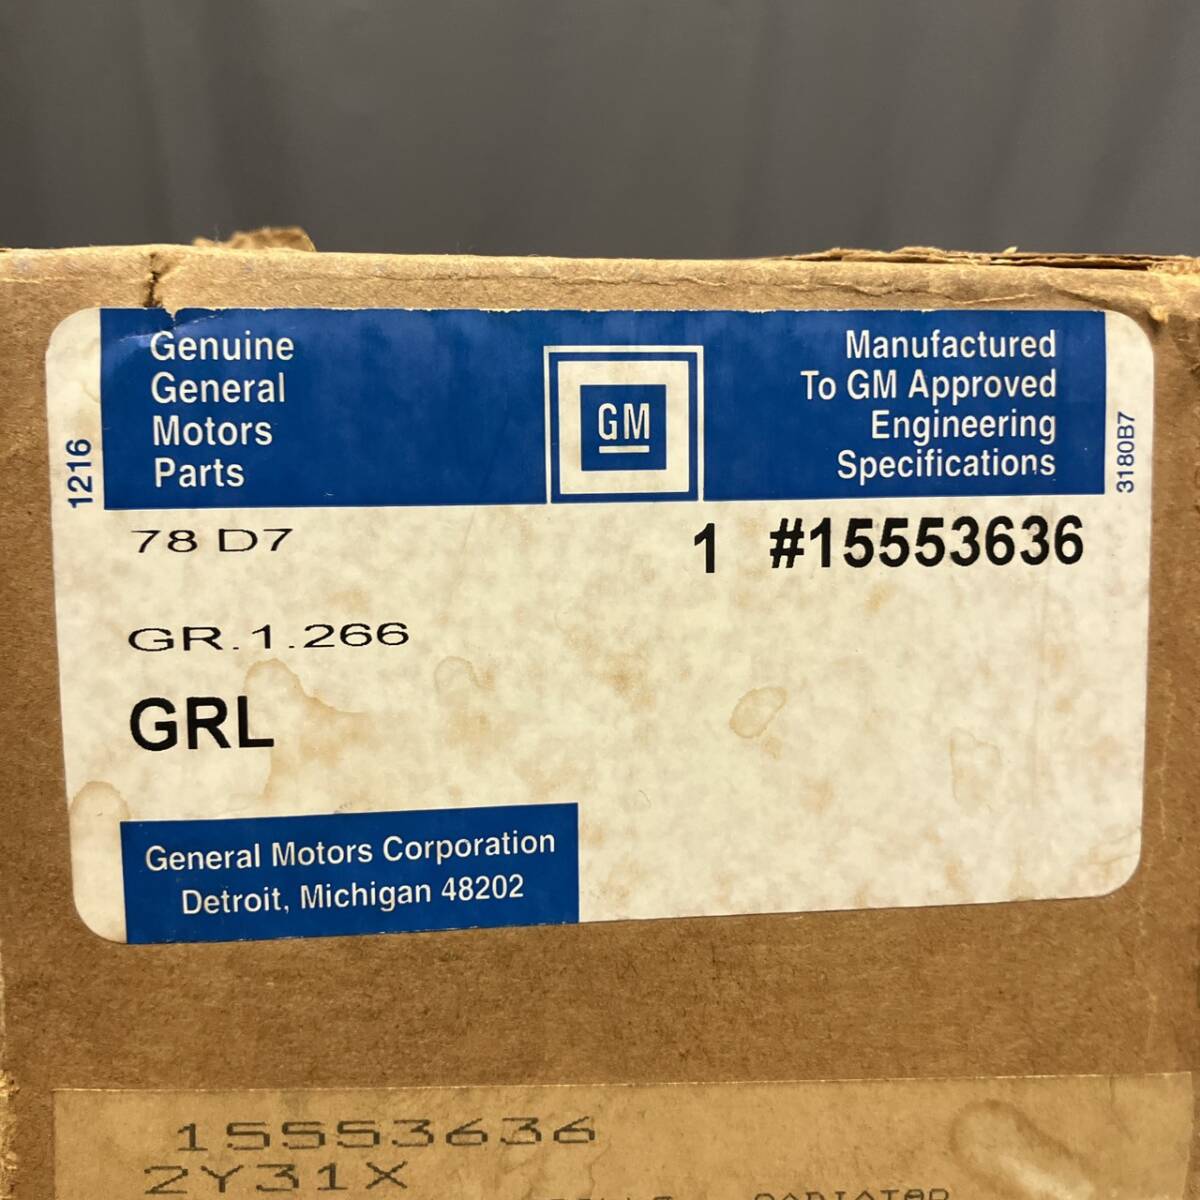 Genuine
General
Motors
Parts
GM
Manufactured
To GM Approved
Engineering
Specifications
1216
3180B7
78 D7
1 #15553636
GR.1.266
GRL
General Motors Corporation
Detroit, Michigan 48202
15553636
2Y31X
RADIATOR